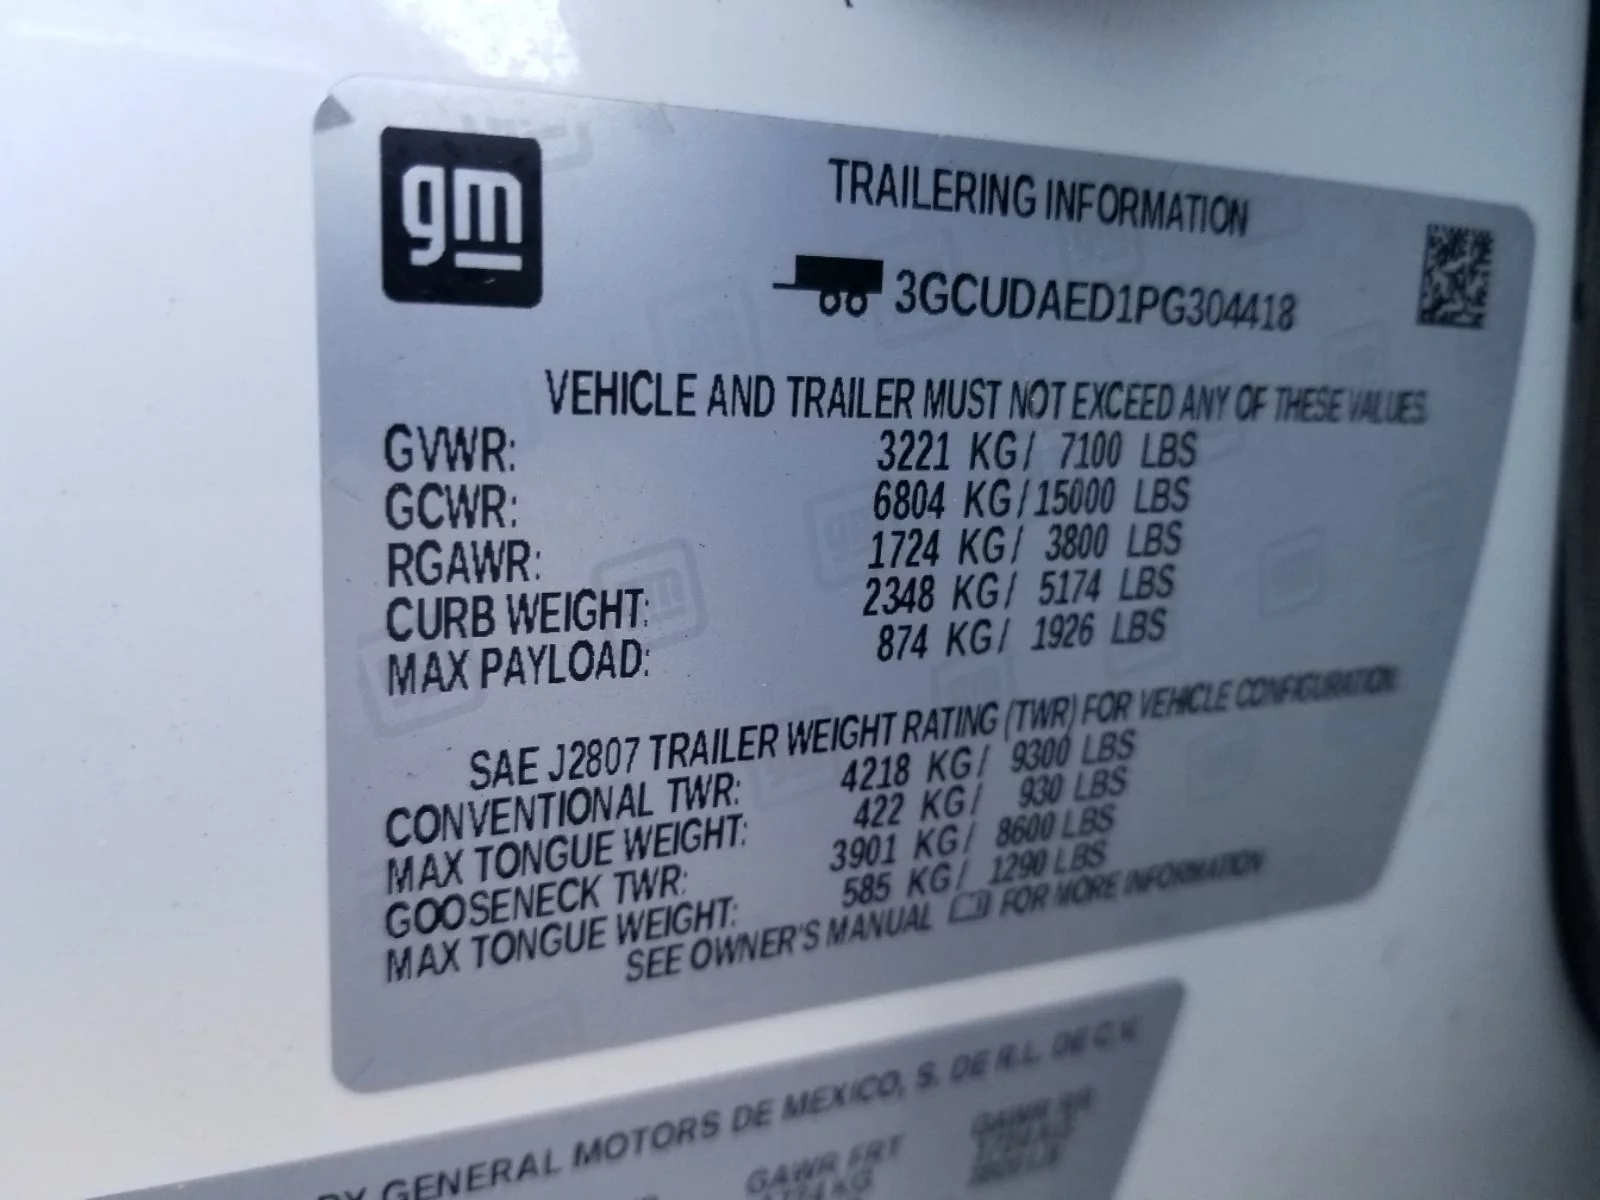 gm
TRAILERING INFORMATION
3GCUDAED1PG304418
VEHICLE AND TRAILER MUST NOT EXCEED ANY OF THESE VALUES.
GVWR: 3221 KG/ 7100 LBS
GCWR: 6804 KG/15000 LBS
RGAWR: 1724 KG/ 3800 LBS
CURB WEIGHT: 2348 KG/ 5174 LBS
MAX PAYLOAD: 874 KG/ 1926 LBS
SAE J2807 TRAILER WEIGHT RATING (TWR) FOR VEHICLE CONFIGURATION:
CONVENTIONAL TWR: 4218 KG/ 9300 LBS
MAX TONGUE WEIGHT: 422 KG/ 930 LBS
GOOSENECK TWR: 3901 KG/ 8600 LBS
MAX TONGUE WEIGHT: 585 KG/ 1290 LBS
SEE OWNER'S MANUAL FOR MORE INFORMATION
BY GENERAL MOTORS DE MEXICO, S. DE R.L. DE C.V.
GAWR FRT GAWR RR